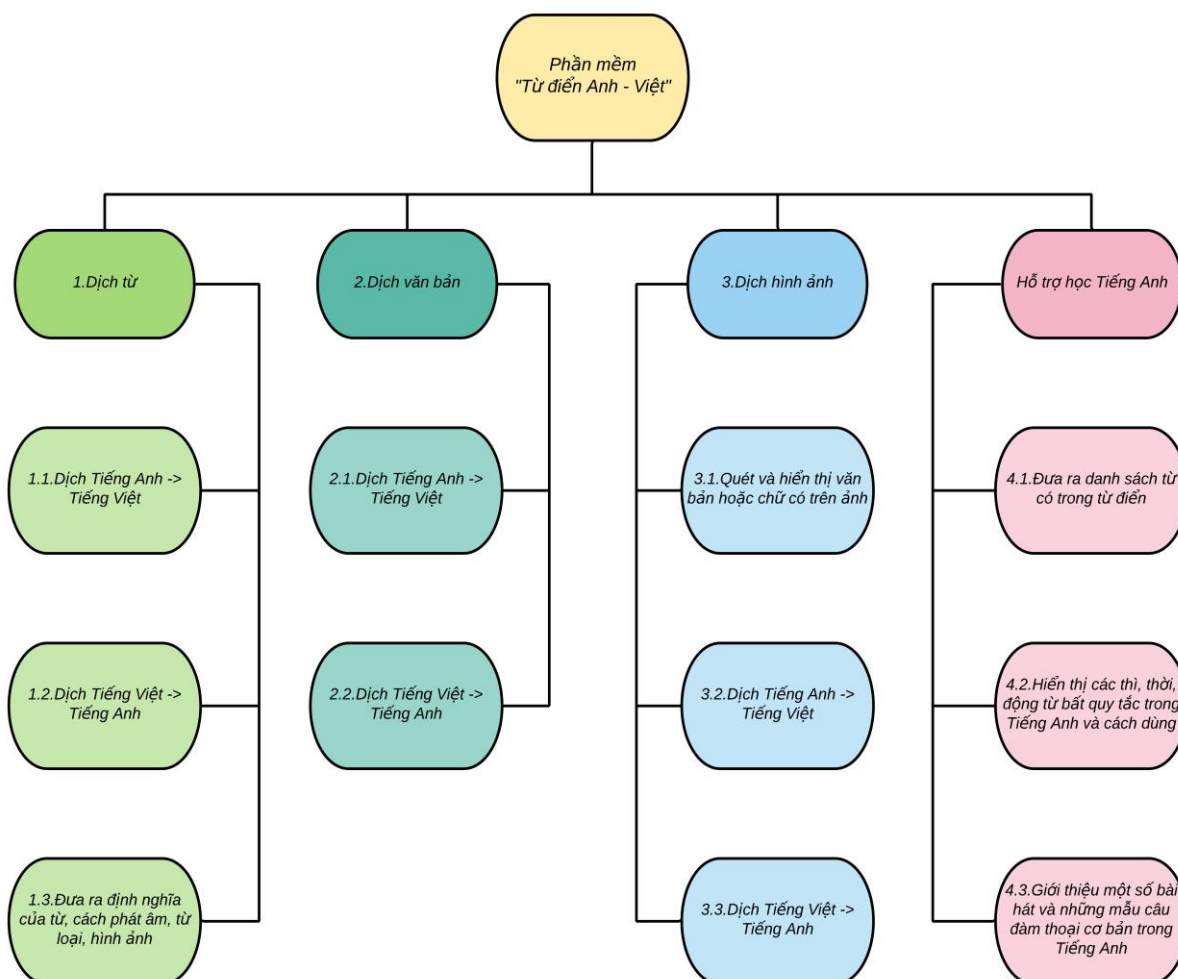 Phần mềm
"Từ điển Anh - Việt"
1.Dịch từ
2.Dịch văn bản
3.Dịch hình ảnh
Hỗ trợ học Tiếng Anh
1.1.Dịch Tiếng Anh ->
Tiếng Việt
2.1.Dịch Tiếng Anh ->
Tiếng Việt
3.1.Quét và hiển thị văn
bản hoặc chữ có trên ảnh
4.1.Đưa ra danh sách từ
có trong từ điển
1.2.Dịch Tiếng Việt ->
Tiếng Anh
2.2.Dịch Tiếng Việt ->
Tiếng Anh
3.2.Dịch Tiếng Anh ->
Tiếng Việt
4.2.Hiển thị các thì, thời,
động từ bất quy tắc trong
Tiếng Anh và cách dùng
1.3.Đưa ra định nghĩa
của từ, cách phát âm, từ
loại, hình ảnh
3.3.Dịch Tiếng Việt ->
Tiếng Anh
4.3.Giới thiệu một số bài
hát và những mẫu câu
đàm thoại cơ bản trong
Tiếng Anh